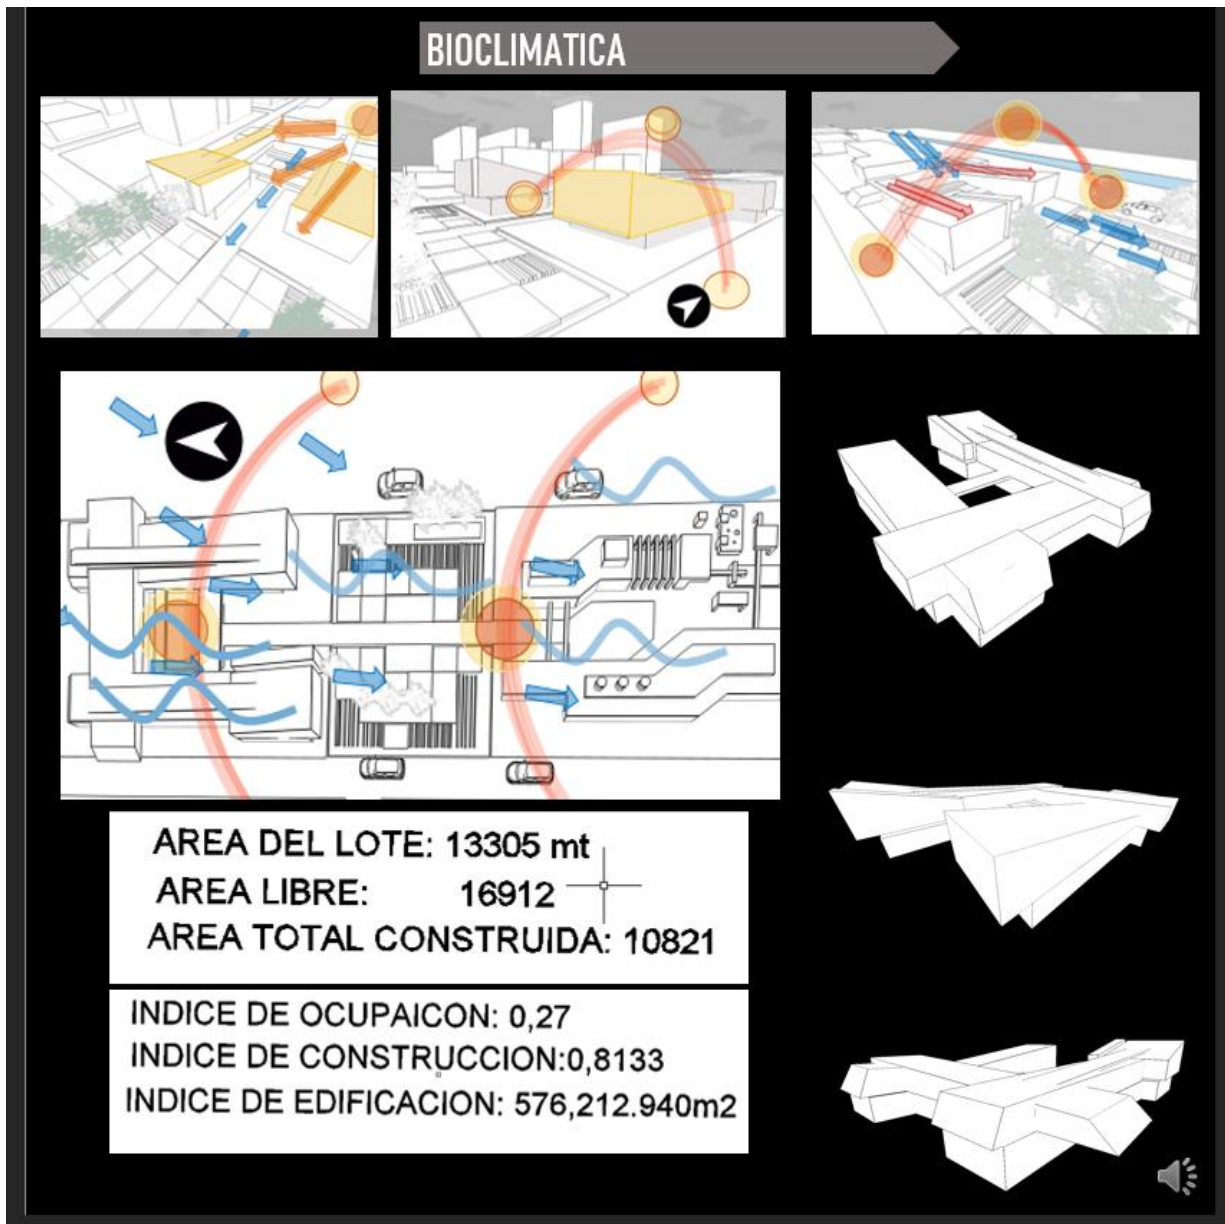 BIOCLIMATICA
AREA DEL LOTE: 13305 mt
AREA LIBRE: 16912
AREA TOTAL CONSTRUIDA: 10821
INDICE DE OCUPAICON: 0,27
INDICE DE CONSTRUCCION:0,8133
INDICE DE EDIFICACION: 576,212.940m2